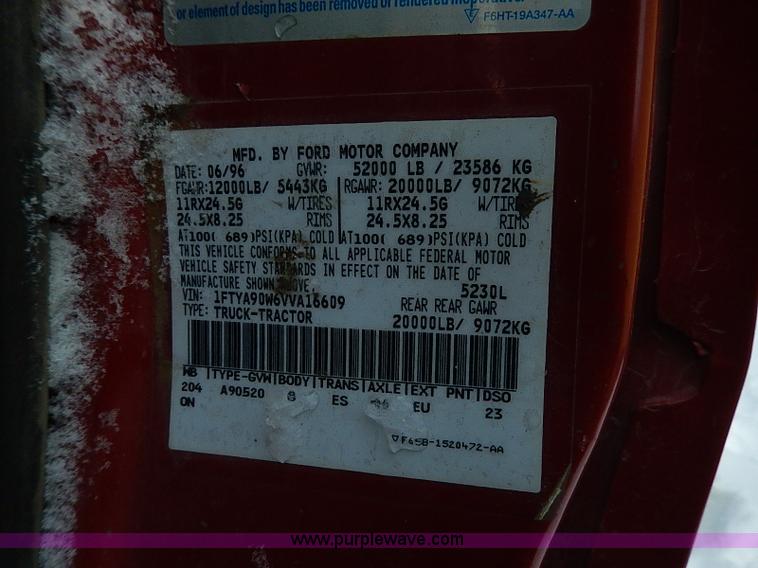 or element of design has been removed or rendered inoperative.
F6HT-19A347-AA
MFD. BY FORD MOTOR COMPANY
DATE: 06/96 GVWR: 52000 LB / 23586 KG
FGAWR:12000LB/ 5443KG RGAWR: 20000LB/ 9072KG
11RX24.5G W/TIRES 11RX24.5G W/TIRES
24.5X8.25 RIMS 24.5X8.25 RIMS
AT100( 689)PSI(KPA) COLD AT100( 689)PSI(KPA) COLD
THIS VEHICLE CONFORMS TO ALL APPLICABLE FEDERAL MOTOR
VEHICLE SAFETY STANDARDS IN EFFECT ON THE DATE OF
MANUFACTURE SHOWN ABOVE. 5230L
VIN: 1FTYA90W6VVA16609 REAR REAR GAWR
TYPE: TRUCK-TRACTOR 20000LB/ 9072KG
WB |TYPE-GVW|BODY|TRANS|AXLE|EXT PNT|DSO
204 A90520 ES EU 23
ON
F65B-1520472-AA
www.purplewave.com